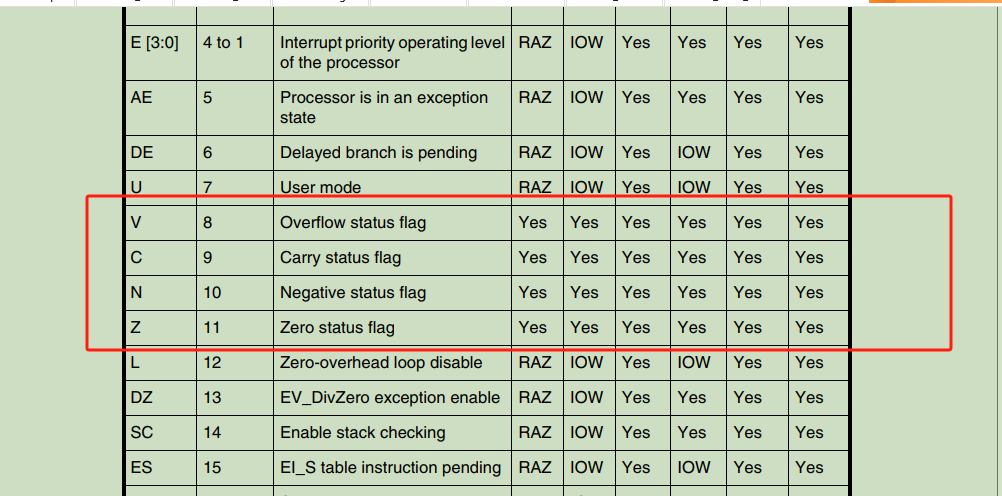 E [3:0] 4 to 1 Interrupt priority operating level RAZ IOW Yes Yes Yes Yes
of the processor
AE 5 Processor is in an exception RAZ IOW Yes Yes Yes Yes
state
DE 6 Delayed branch is pending RAZ IOW Yes IOW Yes Yes
U 7 User mode RAZ IOW Yes IOW Yes Yes
V 8 Overflow status flag Yes Yes Yes Yes Yes Yes
C 9 Carry status flag Yes Yes Yes Yes Yes Yes
N 10 Negative status flag Yes Yes Yes Yes Yes Yes
Z 11 Zero status flag Yes Yes Yes Yes Yes Yes
L 12 Zero-overhead loop disable RAZ IOW Yes IOW Yes Yes
DZ 13 EV_DivZero exception enable RAZ IOW Yes Yes Yes Yes
SC 14 Enable stack checking RAZ IOW Yes Yes Yes Yes
ES 15 EI_S table instruction pending RAZ IOW Yes IOW Yes Yes